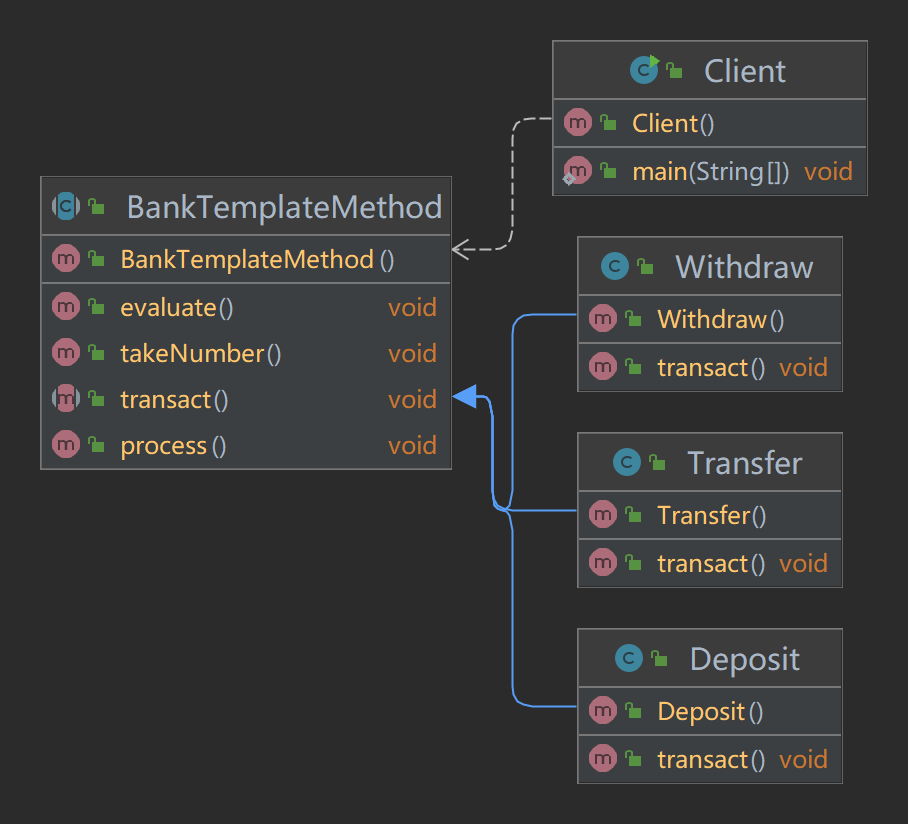 Client
Client()
main(String[]) void
BankTemplateMethod
BankTemplateMethod()
evaluate() void
takeNumber() void
transact() void
process() void
Withdraw
Withdraw()
transact() void
Transfer
Transfer()
transact() void
Deposit
Deposit()
transact() void